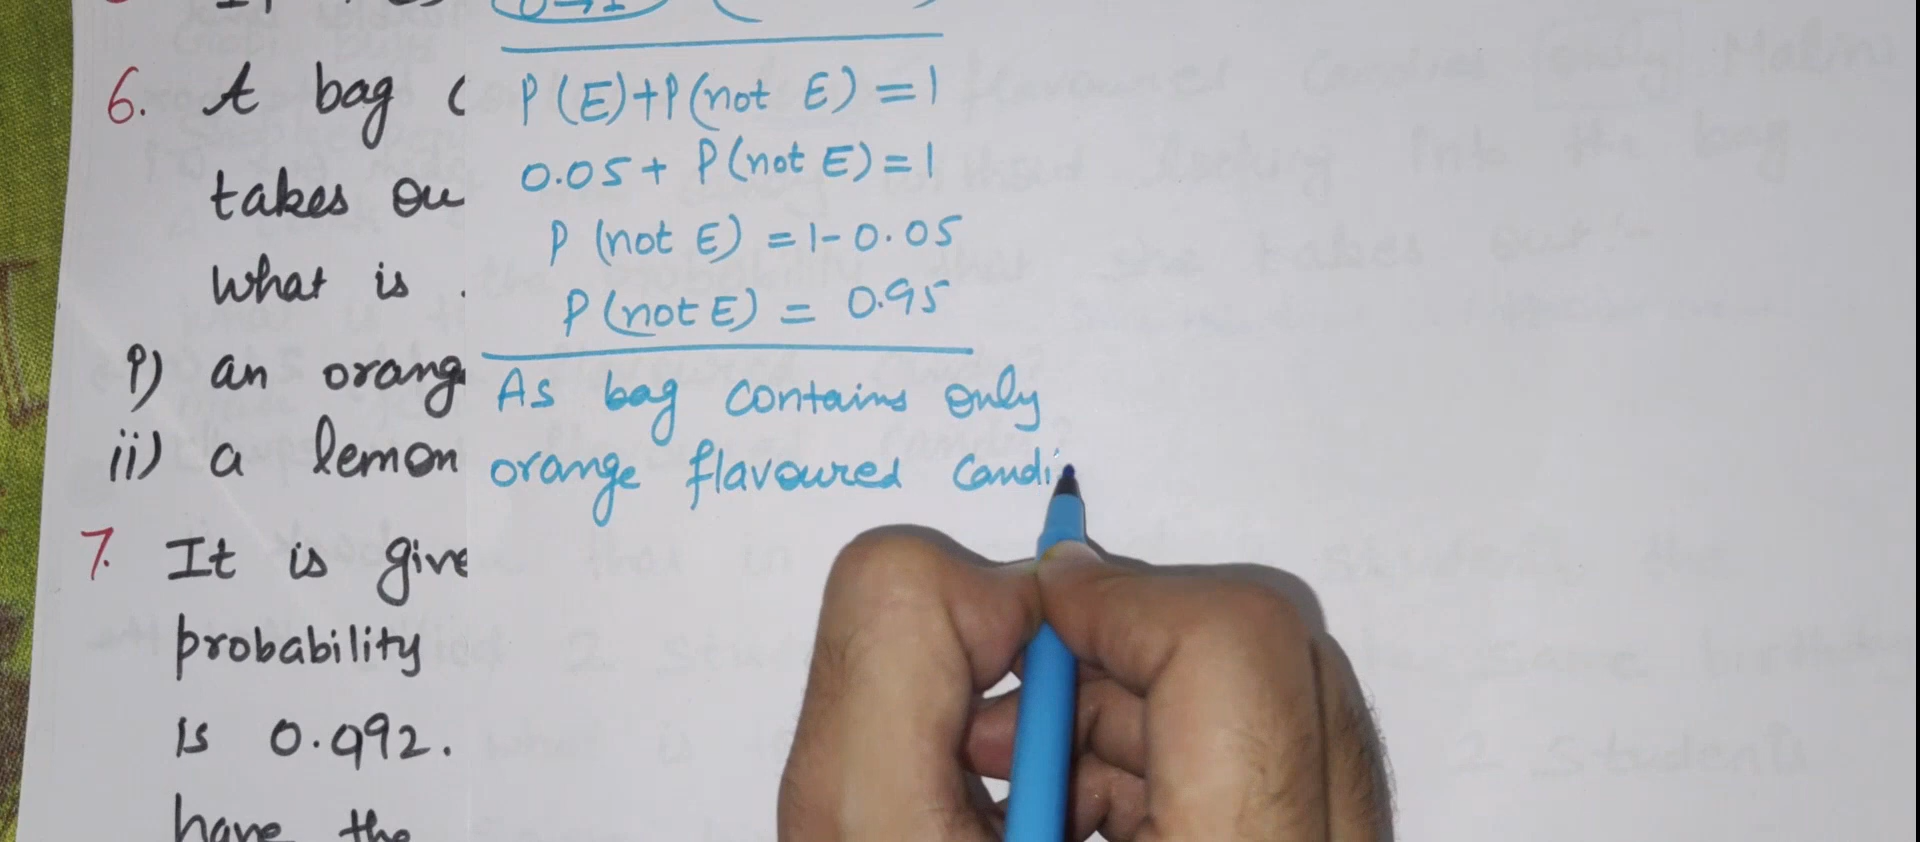 6. A bag
takes ou
What is
i) an orang
ii) a lemon
7. It is give
probability
is 0.992.
have the
P(E)+P(not E)=1
0.05+ P(not E)=1
P (not E) =1-0.05
P(not E) = 0.95
As bag contains only
orange flavoured Candi